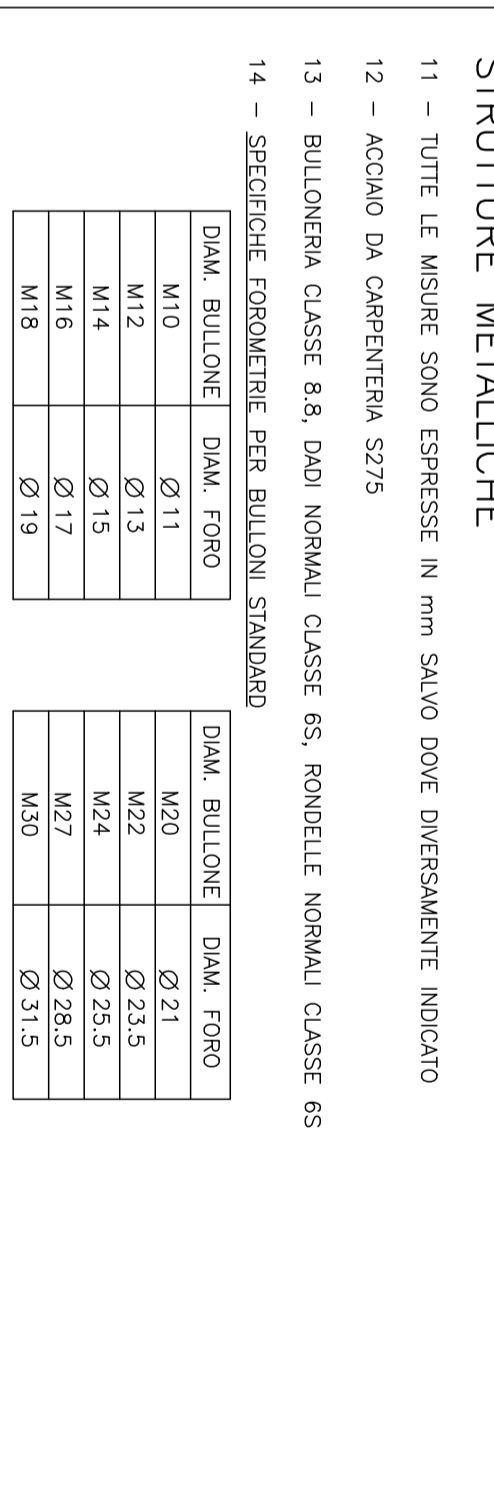 STRUTTURE METALLICHE
11 – TUTTE LE MISURE SONO ESPRESSE IN mm SALVO DOVE DIVERSAMENTE INDICATO
12 – ACCIAIO DA CARPENTERIA S275
13 – BULLONERIA CLASSE 8.8, DADI NORMALI CLASSE 6S, RONDELLE NORMALI CLASSE 6S
14 – SPECIFICHE FOROMETRIE PER BULLONI STANDARD
DIAM. BULLONE DIAM. FORO
M10 Ø 11
M12 Ø 13
M14 Ø 15
M16 Ø 17
M18 Ø 19
DIAM. BULLONE DIAM. FORO
M20 Ø 21
M22 Ø 23.5
M24 Ø 25.5
M27 Ø 28.5
M30 Ø 31.5